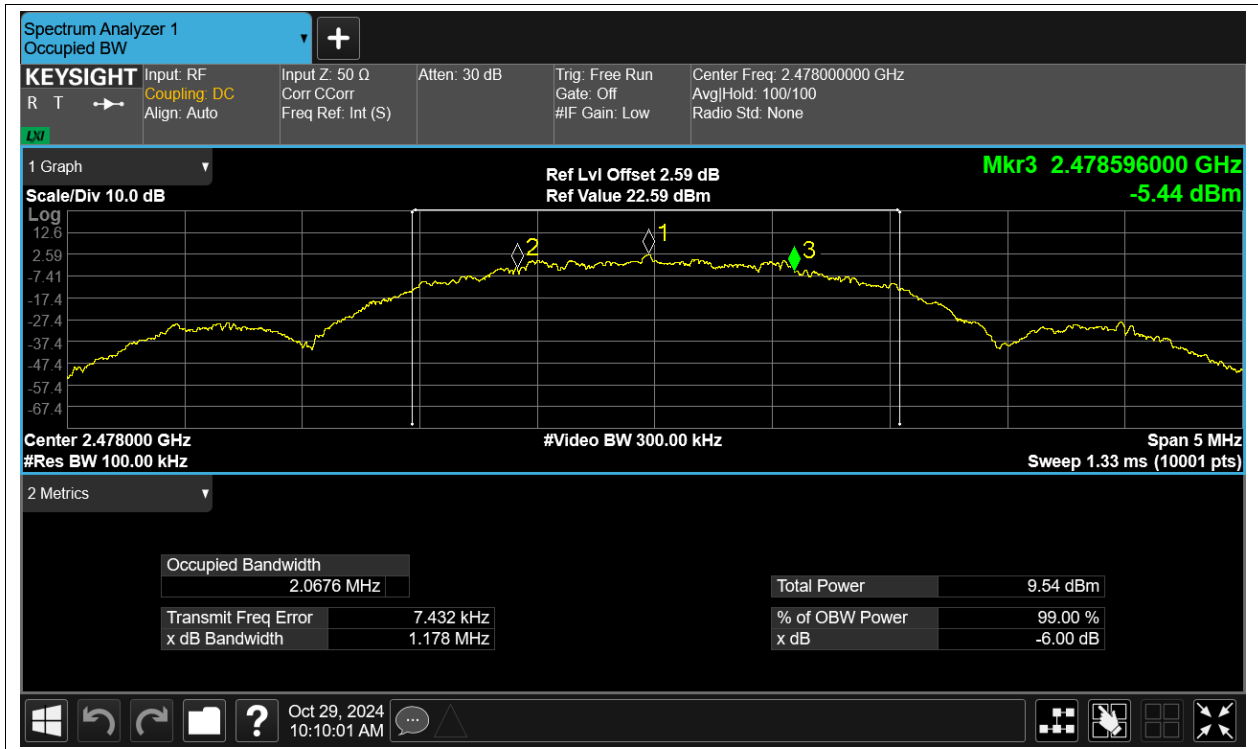 Spectrum Analyzer 1
Occupied BW
KEYSIGHT
R T
LXI
Input: RF
Coupling: DC
Align: Auto
Input Z: 50 Ω
Corr CCorr
Freq Ref: Int (S)
Atten: 30 dB
Trig: Free Run
Gate: Off
#IF Gain: Low
Center Freq: 2.478000000 GHz
Avg|Hold: 100/100
Radio Std: None
1 Graph
Scale/Div 10.0 dB
Ref Lvl Offset 2.59 dB
Ref Value 22.59 dBm
Mkr3 2.478596000 GHz
-5.44 dBm
Log
12.6
2.59
-7.41
-17.4
-27.4
-37.4
-47.4
-57.4
-67.4
2
1
3
Center 2.478000 GHz
#Video BW 300.00 kHz
Span 5 MHz
#Res BW 100.00 kHz
Sweep 1.33 ms (10001 pts)
2 Metrics
Occupied Bandwidth
2.0676 MHz
Total Power 9.54 dBm
Transmit Freq Error 7.432 kHz
% of OBW Power 99.00 %
x dB Bandwidth 1.178 MHz
x dB -6.00 dB
?
Oct 29, 2024
10:10:01 AM